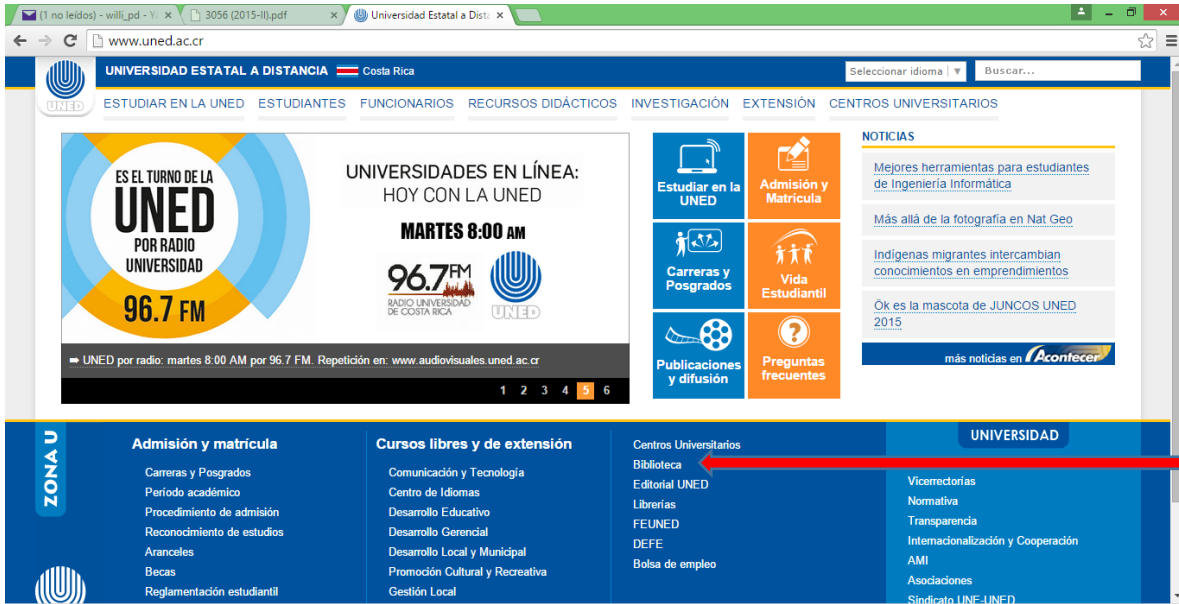 (1 no leídos) - willi_pd - Y
3056 (2015-II).pdf
Universidad Estatal a Dista
www.uned.ac.cr
UNIVERSIDAD ESTATAL A DISTANCIA Costa Rica
Seleccionar idioma
Buscar...
UNED
ESTUDIAR EN LA UNED
ESTUDIANTES
FUNCIONARIOS
RECURSOS DIDÁCTICOS
INVESTIGACIÓN
EXTENSIÓN
CENTROS UNIVERSITARIOS
ES EL TURNO DE LA
UNED
POR RADIO
UNIVERSIDAD
96.7 FM
UNIVERSIDADES EN LÍNEA:
HOY CON LA UNED
MARTES 8:00 AM
96.7 FM
RADIO UNIVERSIDAD
DE COSTA RICA
UNED
➨ UNED por radio: martes 8:00 AM por 96.7 FM. Repetición en: www.audiovisuales.uned.ac.cr
1 2 3 4 5 6
Estudiar en la
UNED
Admisión y
Matricula
Carreras y
Posgrados
Vida
Estudiantil
Publicaciones
y difusión
Preguntas
frecuentes
NOTICIAS
Mejores herramientas para estudiantes
de Ingeniería Informática
Más allá de la fotografía en Nat Geo
Indígenas migrantes intercambian
conocimientos en emprendimientos
Ök es la mascota de JUNCOS UNED
2015
más noticias en Acontecer
ZONA U
Admisión y matrícula
Carreras y Posgrados
Período académico
Procedimiento de admisión
Reconocimiento de estudios
Aranceles
Becas
Reglamentación estudiantil
Cursos libres y de extensión
Comunicación y Tecnología
Centro de Idiomas
Desarrollo Educativo
Desarrollo Gerencial
Desarrollo Local y Municipal
Promoción Cultural y Recreativa
Gestión Local
Centros Universitarios
Biblioteca
Editorial UNED
Librerías
FEUNED
DEFE
Bolsa de empleo
UNIVERSIDAD
Vicerrectorías
Normativa
Transparencia
Internacionalización y Cooperación
AMI
Asociaciones
Sindicato UNE-UNED